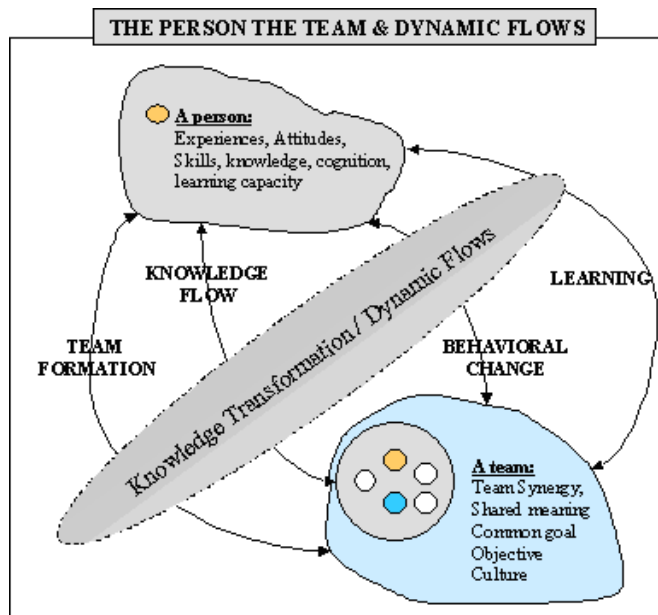 THE PERSON THE TEAM & DYNAMIC FLOWS
A person:
Experiences, Attitudes,
Skills, knowledge, cognition,
learning capacity
KNOWLEDGE
FLOW
LEARNING
TEAM
FORMATION
Knowledge Transformation / Dynamic Flows
BEHAVIORAL
CHANGE
A team:
Team Synergy,
Shared meaning
Common goal
Objective
Culture